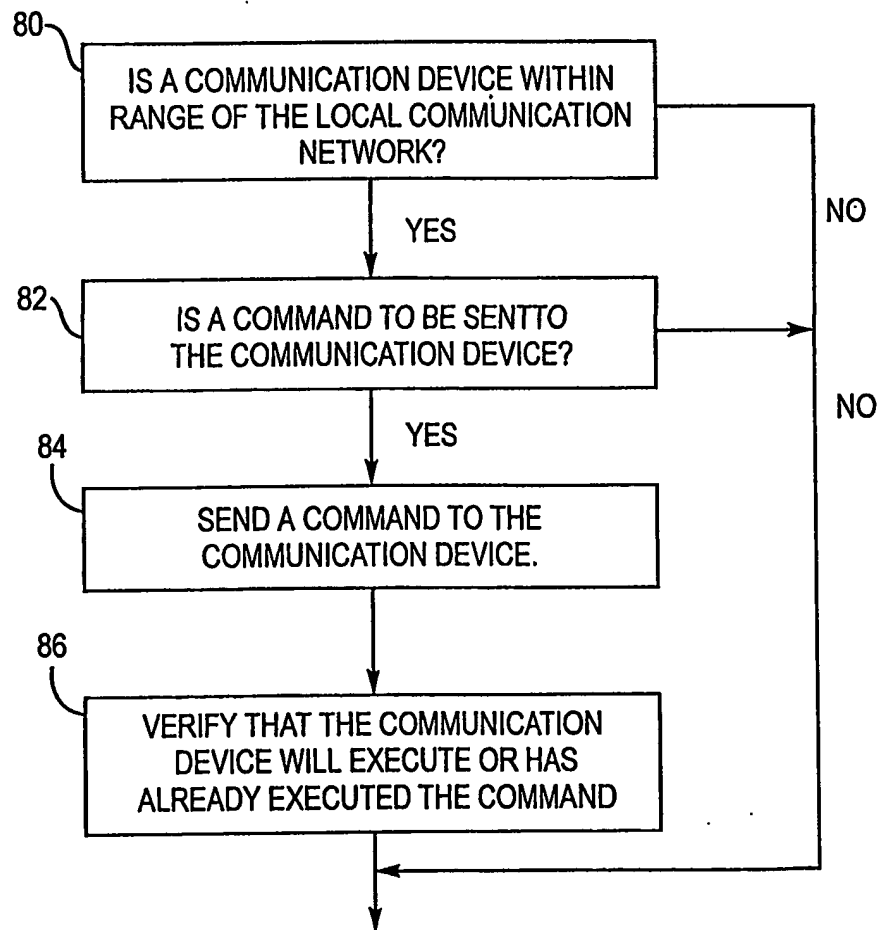 80
IS A COMMUNICATION DEVICE WITHIN
RANGE OF THE LOCAL COMMUNICATION
NETWORK?
NO
YES
82
IS A COMMAND TO BE SENTTO
THE COMMUNICATION DEVICE?
NO
YES
84
SEND A COMMAND TO THE
COMMUNICATION DEVICE.
86
VERIFY THAT THE COMMUNICATION
DEVICE WILL EXECUTE OR HAS
ALREADY EXECUTED THE COMMAND